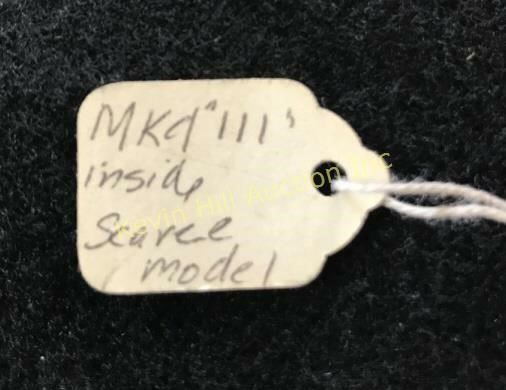 MKd "111"
inside
Scarce
model
Kevin Hill Auction Inc